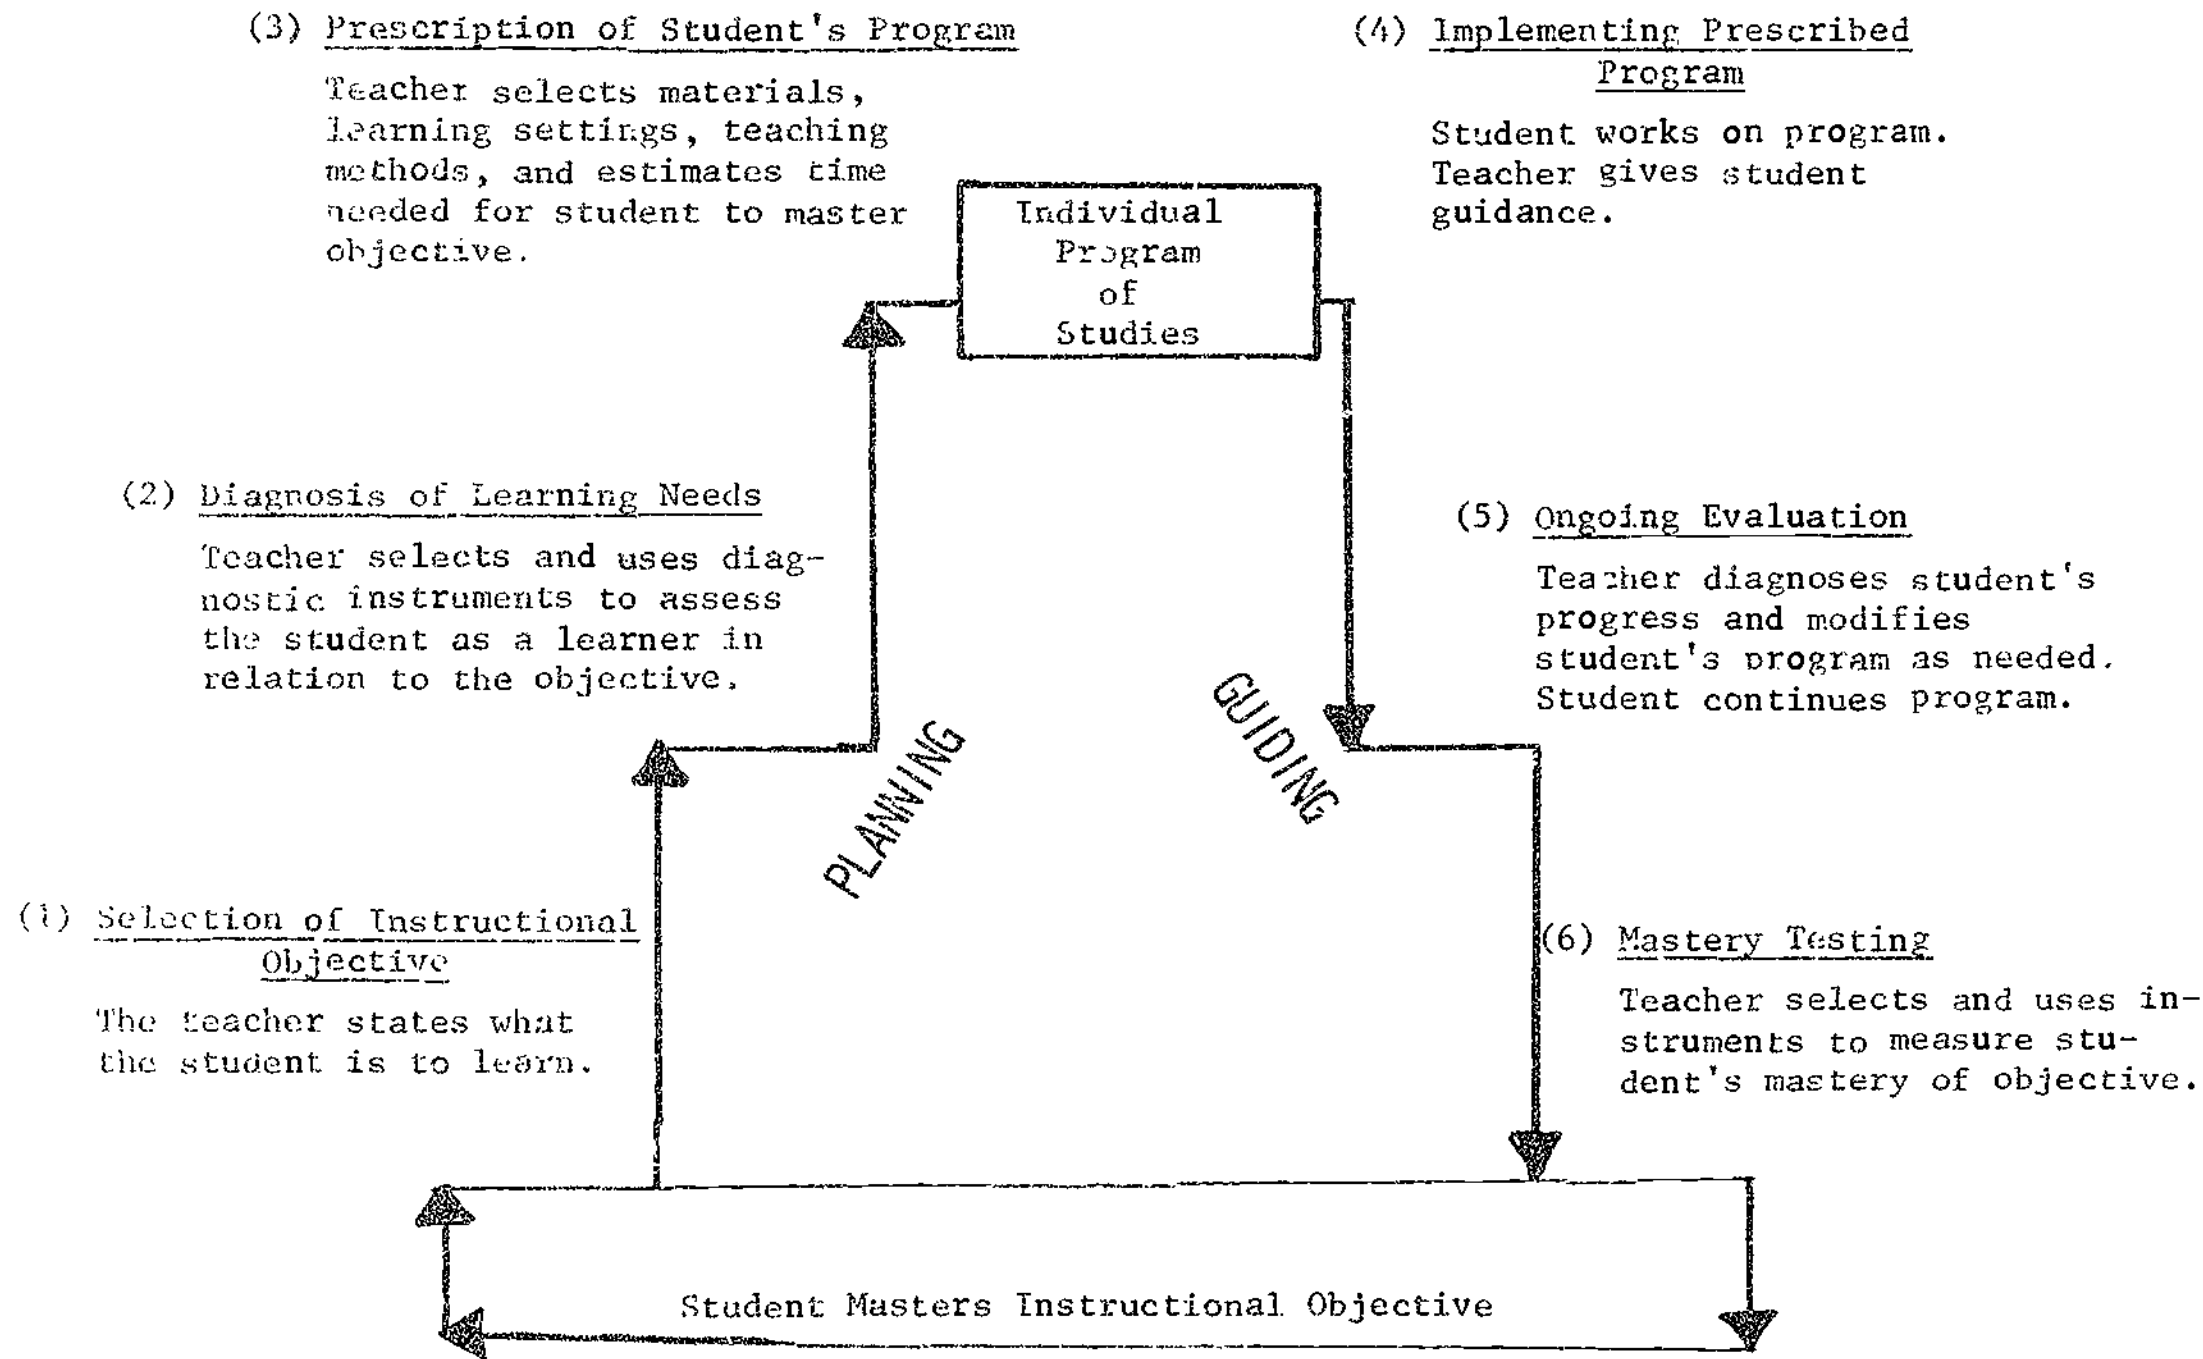 (3) Prescription of Student's Program
Teacher selects materials,
learning settings, teaching
methods, and estimates time
needed for student to master
objective.
(4) Implementing Prescribed
Program
Student works on program.
Teacher gives student
guidance.
Individual
Program
of
Studies
(2) Diagnosis of Learning Needs
Teacher selects and uses diag-
nostic instruments to assess
the student as a learner in
relation to the objective.
(5) Ongoing Evaluation
Teacher diagnoses student's
progress and modifies
student's program as needed.
Student continues program.
PLANNING
GUIDING
(1) Selection of Instructional
Objective
The teacher states what
the student is to learn.
(6) Mastery Testing
Teacher selects and uses in-
struments to measure stu-
dent's mastery of objective.
Student Masters Instructional Objective